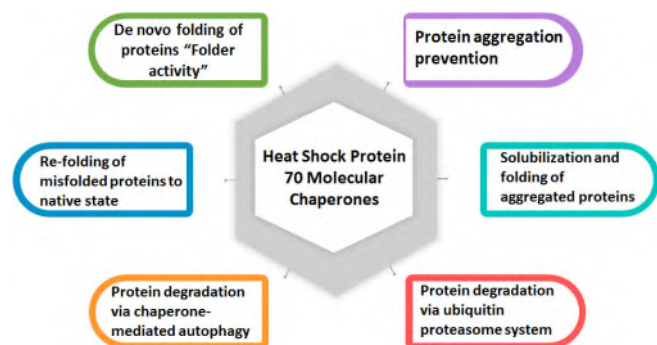 De novo folding of
proteins “Folder
activity”
Protein aggregation
prevention
Heat Shock Protein
70 Molecular
Chaperones
Re-folding of
misfolded proteins to
native state
Solubilization and
folding of
aggregated proteins
Protein degradation
via chaperone-
mediated autophagy
Protein degradation
via ubiquitin
proteasome system